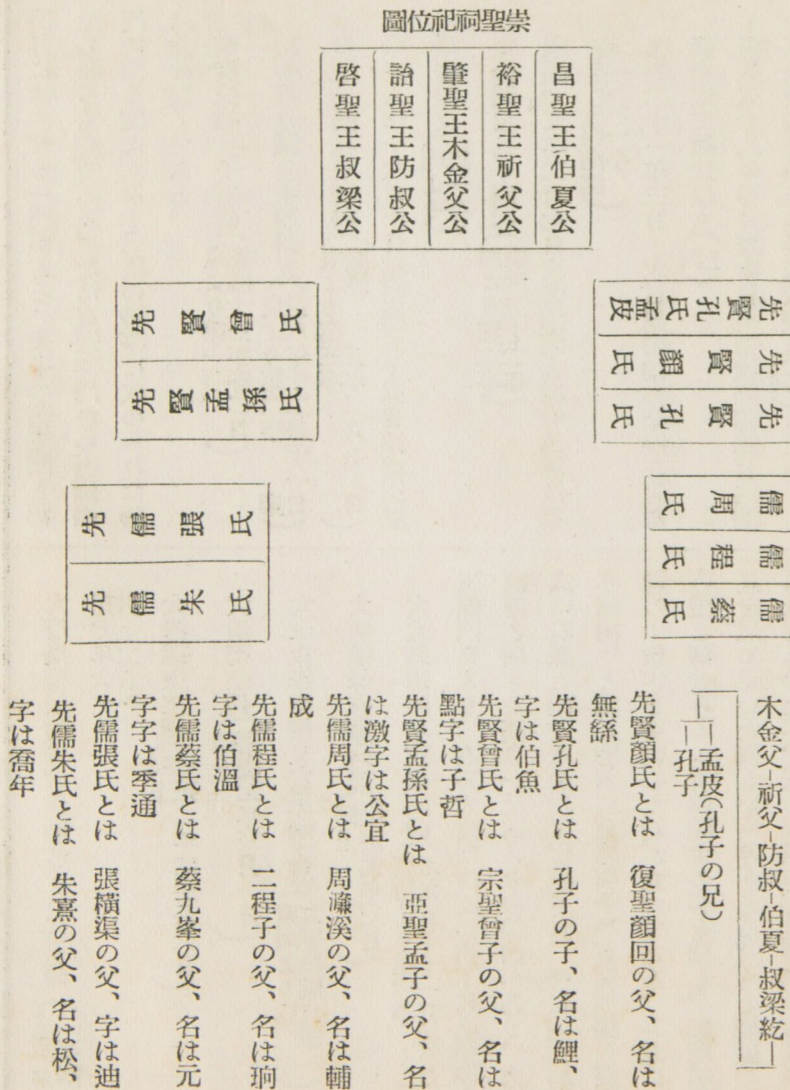 崇聖祠祀位圖
昌聖王伯夏公
裕聖王祈父公
肇聖王木金父公
詒聖王防叔公
啓聖王叔梁公
先賢孔氏孟皮
先賢顏氏
先賢孔氏
先賢曾氏
先賢孟孫氏
儒周氏
儒程氏
儒蔡氏
先儒張氏
先儒朱氏
木金父―祈父―防叔―伯夏―叔梁紇―
孟皮(孔子の兄)
孔子
先賢顏氏とは 復聖顏回の父、名は
無繇
先賢孔氏とは 孔子の子、名は鯉、
字は伯魚
先賢曾氏とは 宗聖曾子の父、名は
點字は子晢
先賢孟孫氏とは 亞聖孟子の父、名
は激字は公宜
先儒周氏とは 周濂溪の父、名は輔
成
先儒程氏とは 二程子の父、名は珦
字は伯溫
先儒蔡氏とは 蔡九峯の父、名は元
字字は季通
先儒張氏とは 張橫渠の父、字は迪
先儒朱氏とは 朱熹の父、名は松、
字は喬年